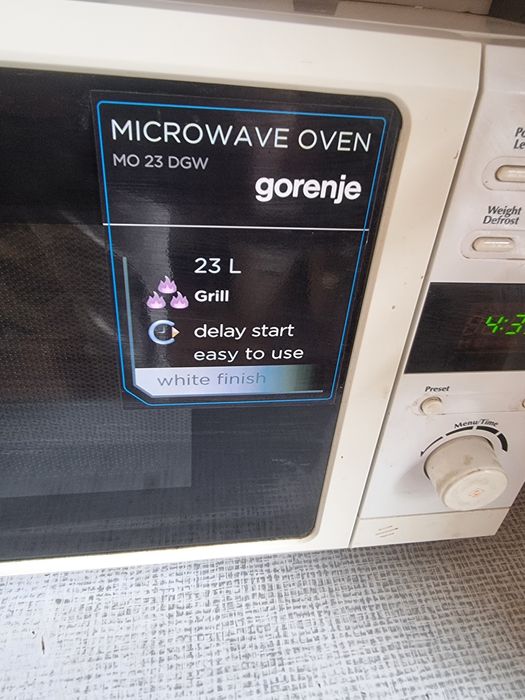 MICROWAVE OVEN
MO 23 DGW
gorenje
23 L
Grill
delay start
easy to use
white finish
Weight
Defrost
Preset
Menu/Time